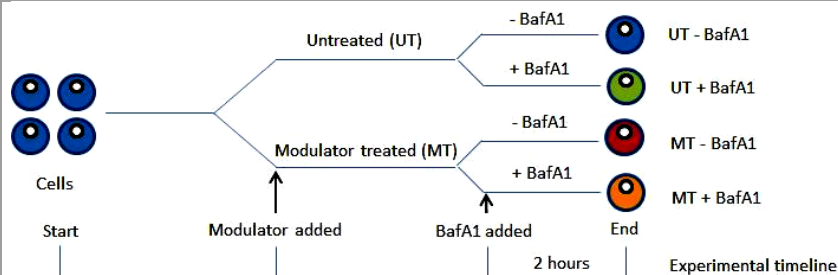 - BafA1
Untreated (UT)
UT - BafA1
+ BafA1
UT + BafA1
- BafA1
Modulator treated (MT)
MT - BafA1
+ BafA1
Cells
MT + BafA1
Start
Modulator added
BafA1 added
End
2 hours
Experimental timeline